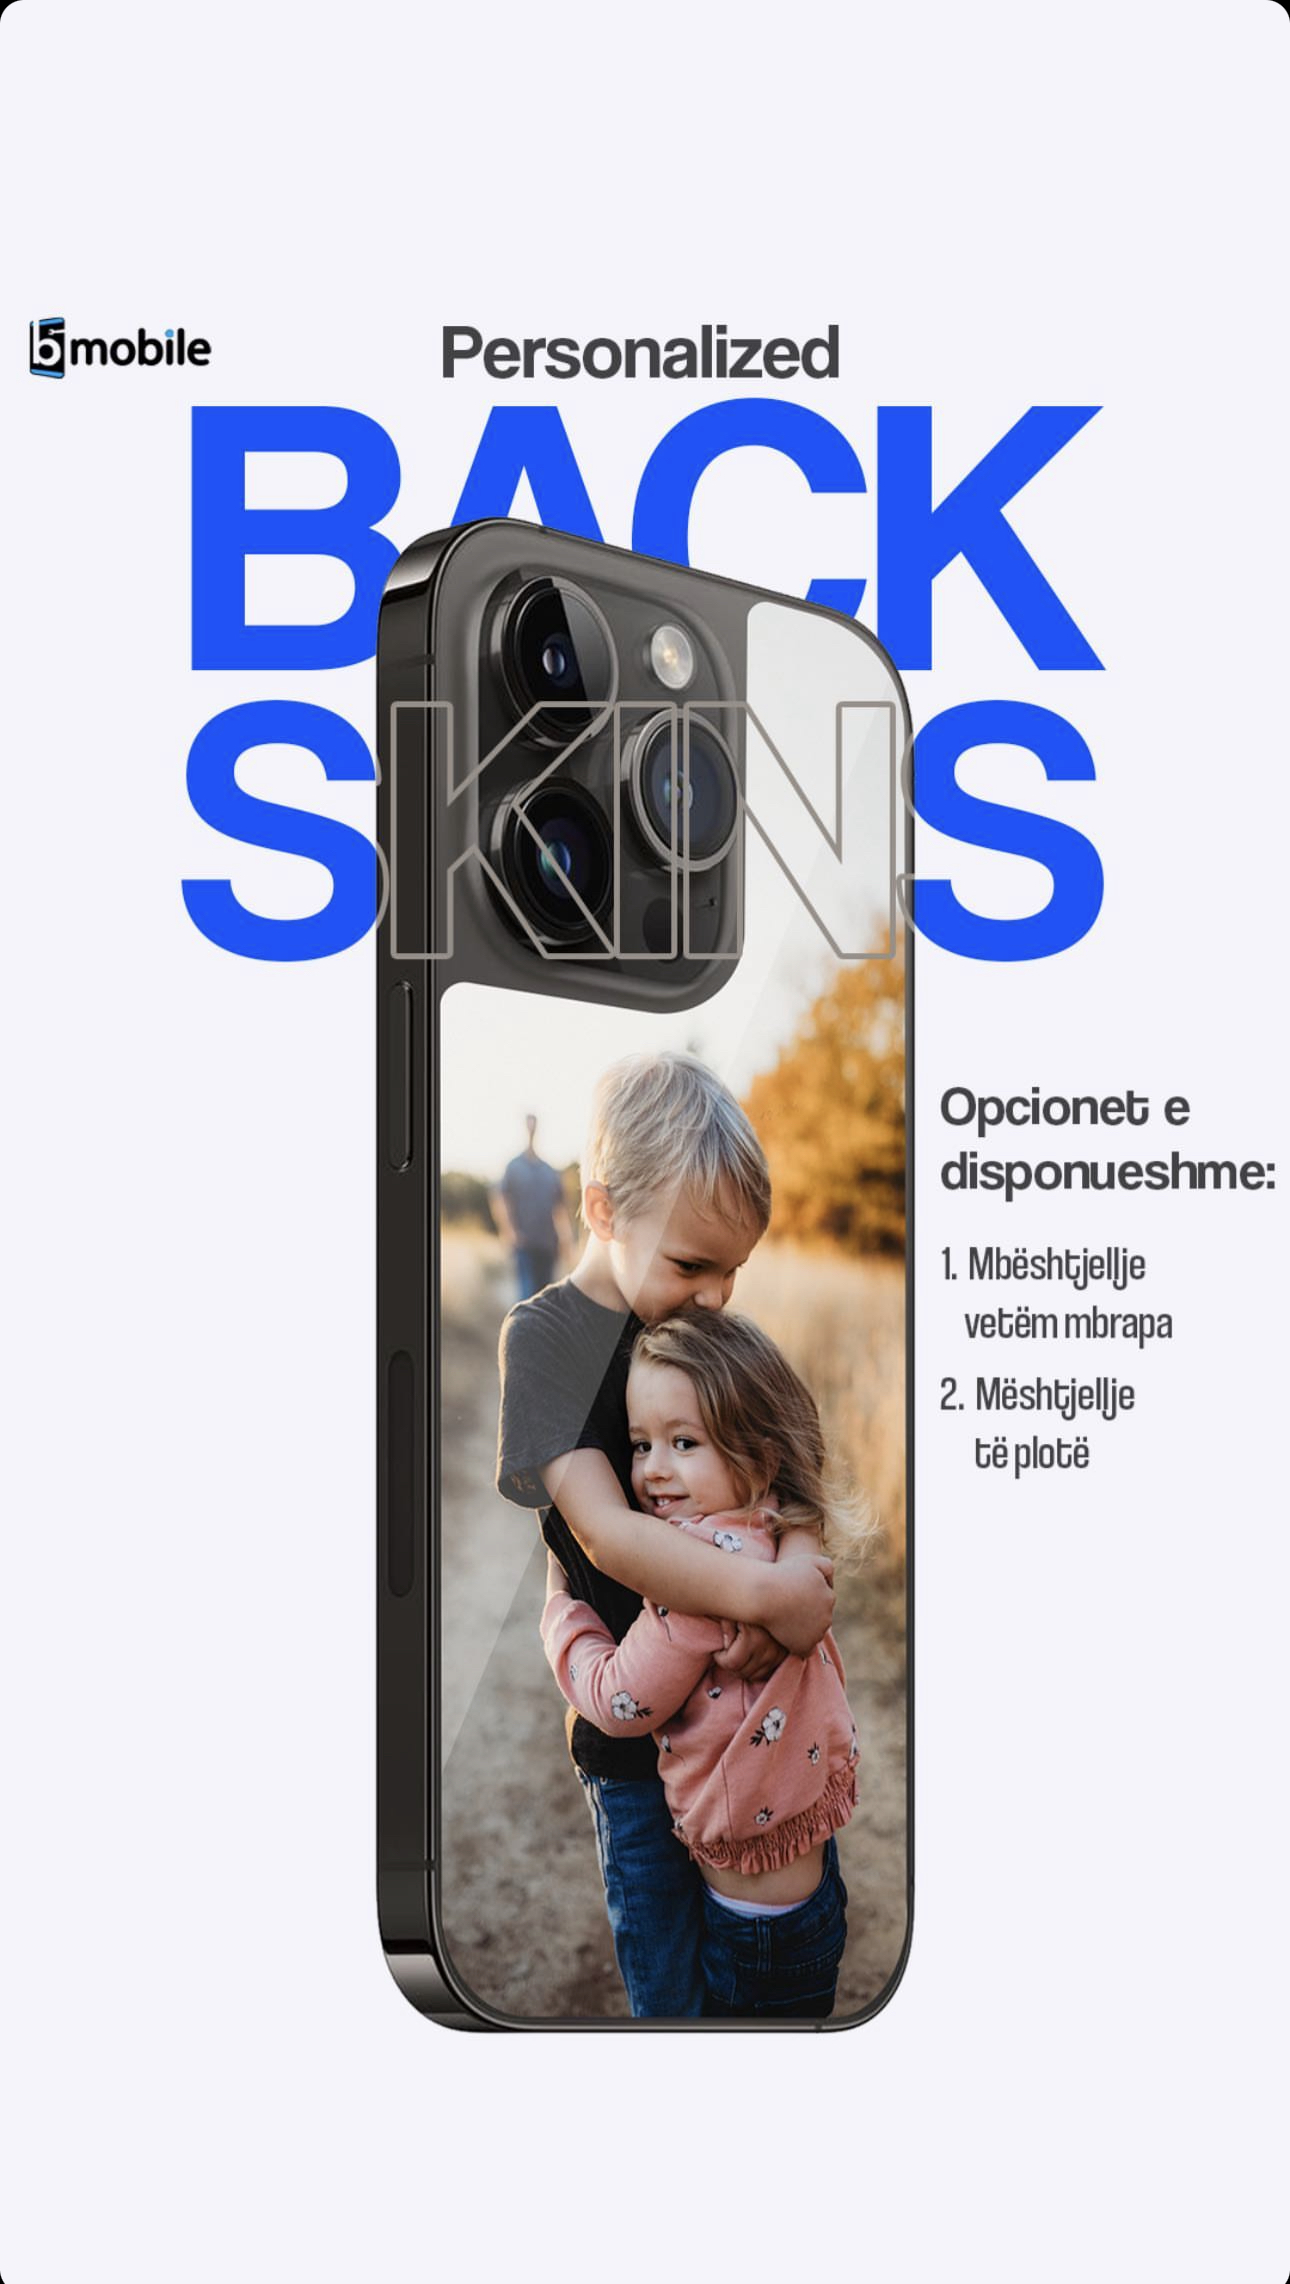 5mobile
Personalized
BACK
SKINS
Opcionet e
disponueshme:
1. Mbështjellje
vetëm mbrapa
2. Mështjellje
të plotë